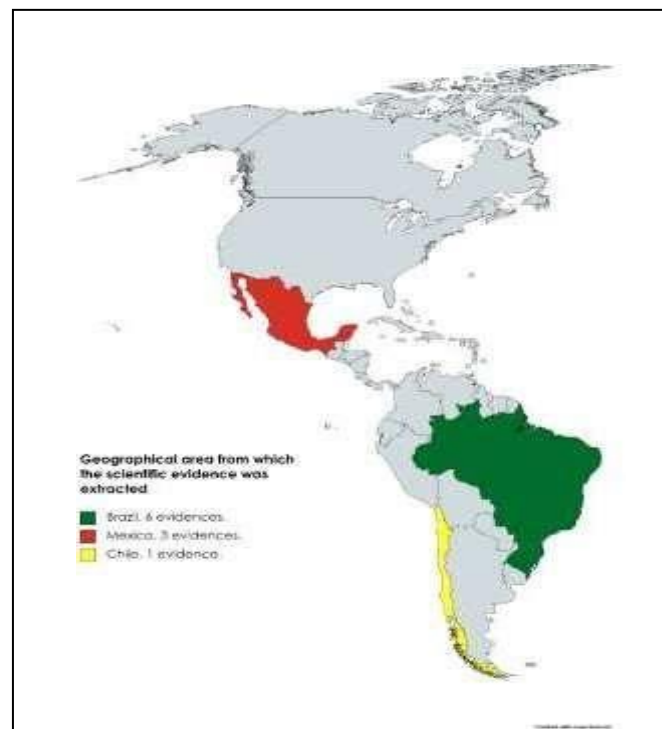 Geographical area from which
the scientific evidence was
extracted
Brazil, 6 evidences.
Mexico, 3 evidences.
Chile, 1 evidence.